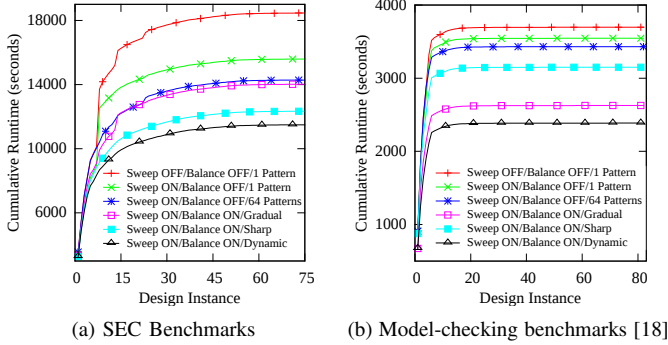 18000
14000
10000
6000
Cumulative Runtime (seconds)
Sweep OFF/Balance OFF/1 Pattern
Sweep ON/Balance OFF/1 Pattern
Sweep ON/Balance OFF/64 Patterns
Sweep ON/Balance ON/Gradual
Sweep ON/Balance ON/Sharp
Sweep ON/Balance ON/Dynamic
0 15 30 45 60 75
Design Instance
(a) SEC Benchmarks
4000
3000
2000
1000
Cumulative Runtime (seconds)
Sweep OFF/Balance OFF/1 Pattern
Sweep ON/Balance OFF/1 Pattern
Sweep ON/Balance OFF/64 Patterns
Sweep ON/Balance ON/Gradual
Sweep ON/Balance ON/Sharp
Sweep ON/Balance ON/Dynamic
0 20 40 60 80
Design Instance
(b) Model-checking benchmarks [18]